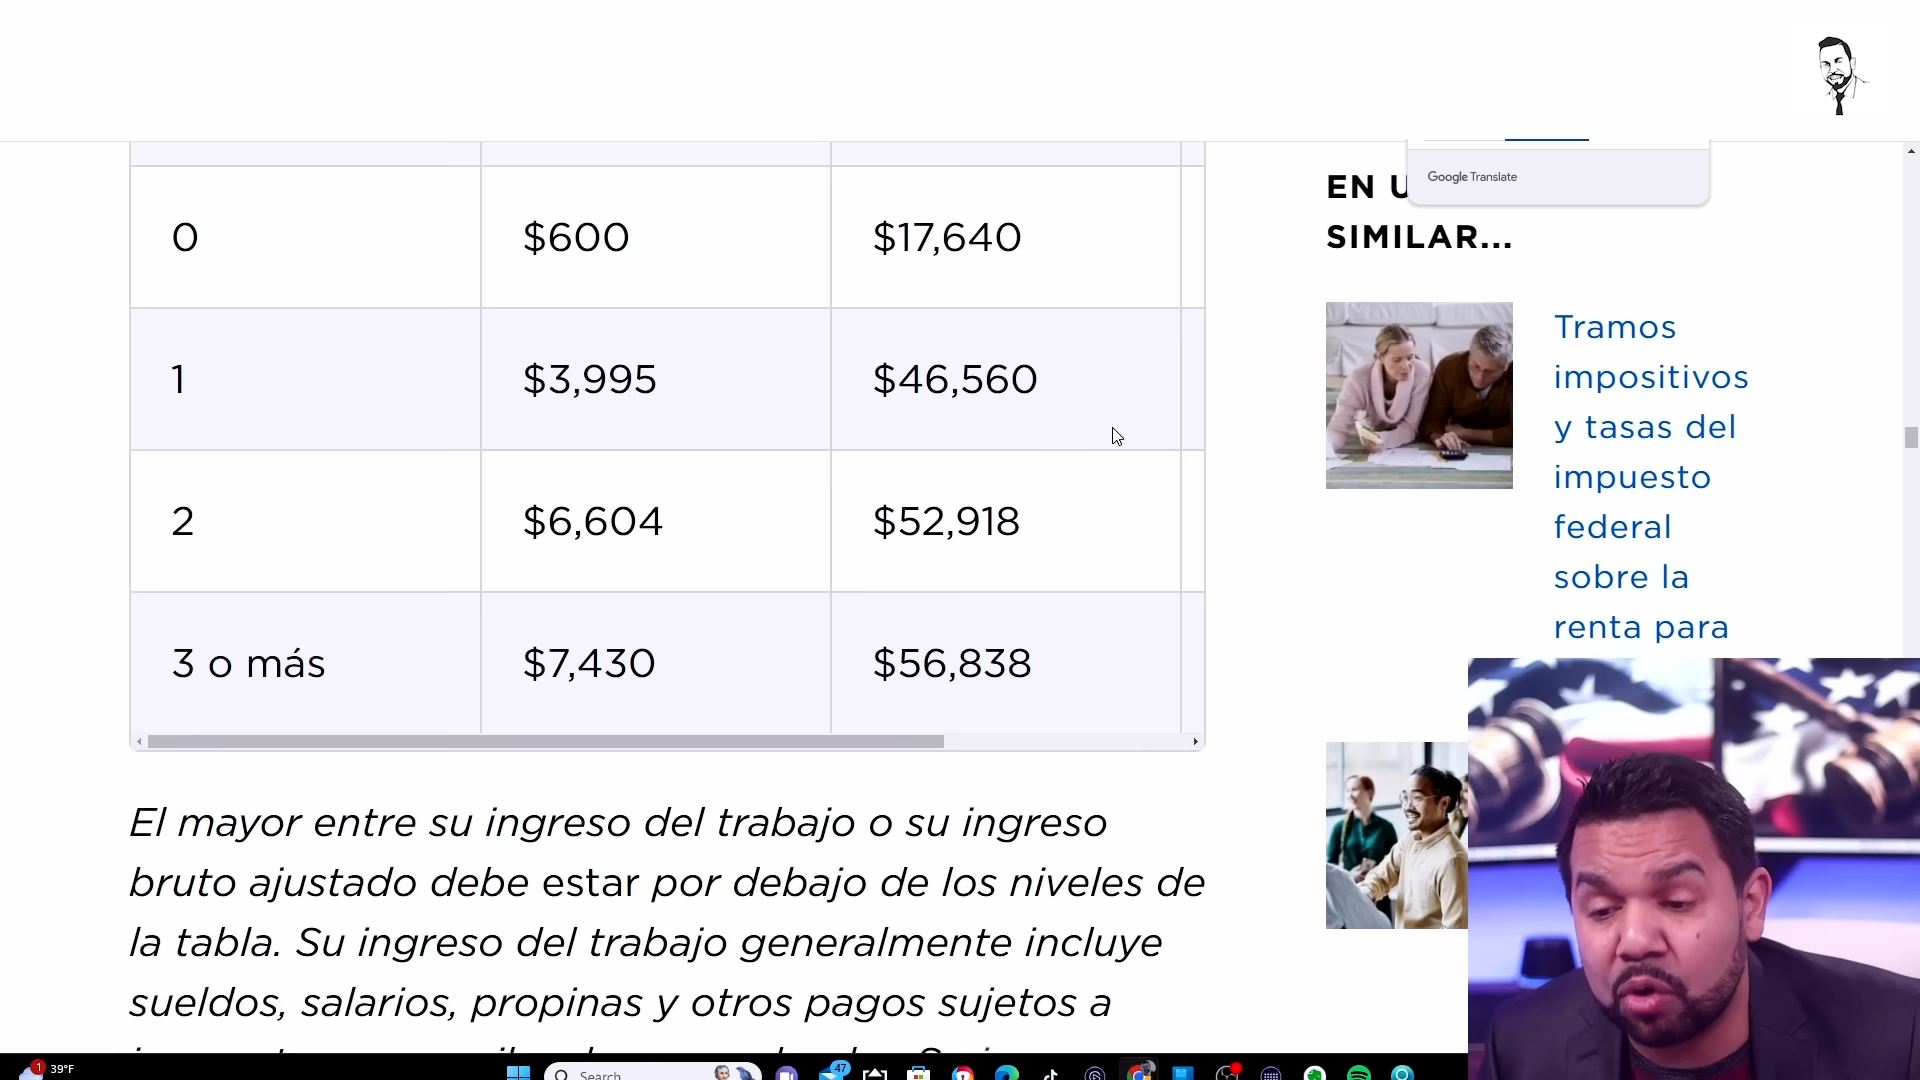 0 $600 $17,640
1 $3,995 $46,560
2 $6,604 $52,918
3 o más $7,430 $56,838
El mayor entre su ingreso del trabajo o su ingreso
bruto ajustado debe estar por debajo de los niveles de
la tabla. Su ingreso del trabajo generalmente incluye
sueldos, salarios, propinas y otros pagos sujetos a
Google Translate
EN
SIMILAR...
Tramos
impositivos
y tasas del
impuesto
federal
sobre la
renta para
1
39°F
Search
47